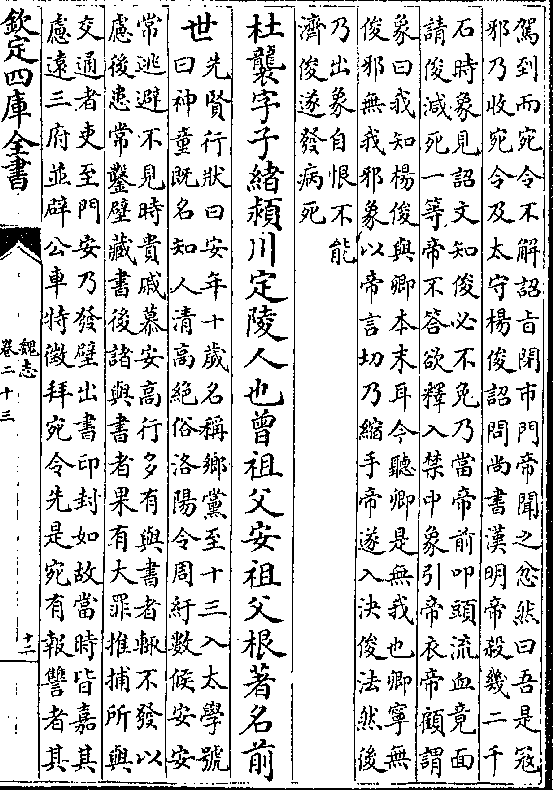 駕到而宛令不解詔旨閉市門帝聞之忿然曰吾是寇
邪乃收宛令及太守楊俊詔問尚書漢明帝殺幾二千
石時象見詔文知俊必不免乃當帝前叩頭流血竟面
請俊減死一等帝不答欲釋入禁中象引帝衣帝顧謂
象曰我知楊俊與卿本末耳今聽卿是無我也卿寧無
俊邪無我邪象以帝言切乃縮手帝遂入決俊法然後
乃出象自恨不能
濟俊遂發病死
杜襲字子緒潁川定陵人也曾祖父安祖父根著名前
世
先賢行狀曰安年十歲名稱鄉黨至十三入太學號
曰神童既名知人清高絕俗洛陽令周紆數候安安
常逃避不見時貴戚慕安高行多有與書者輒不發以
慮後患常鑿壁藏書後諸與書者果有大罪推捕所與
交通者吏至門安乃發壁出書印封如故當時皆嘉其
慮遠三府並辟公車特徵拜宛令先是宛有報讐者其
欽定四庫全書
魏志
卷二十三
十二